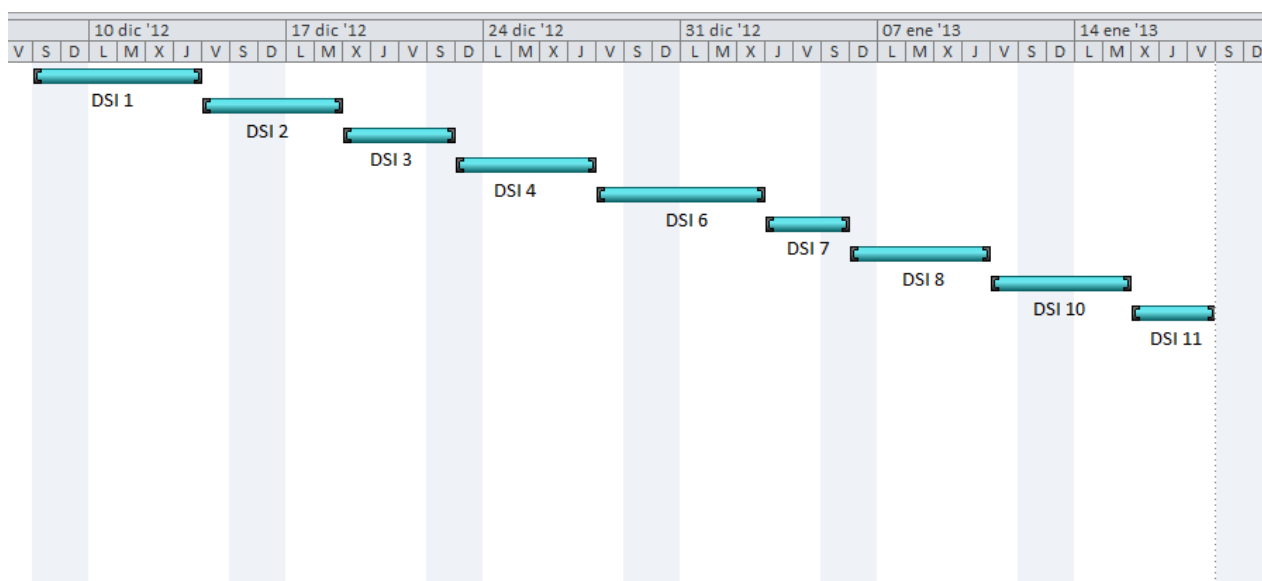 10 dic '12 17 dic '12 24 dic '12 31 dic '12 07 ene '13 14 ene '13
V S D L M X J V S D L M X J V S D L M X J V S D L M X J V S D L M X J V S D L M X J V S D
DSI 1
DSI 2
DSI 3
DSI 4
DSI 6
DSI 7
DSI 8
DSI 10
DSI 11